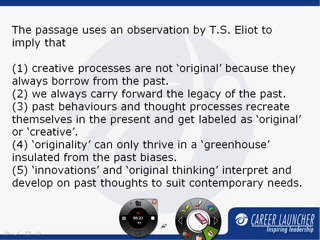 The passage uses an observation by T.S. Eliot to
imply that
(1) creative processes are not ‘original’ because they
always borrow from the past.
(2) we always carry forward the legacy of the past.
(3) past behaviours and thought processes recreate
themselves in the present and get labeled as ‘original’
or ‘creative’.
(4) ‘originality’ can only thrive in a ‘greenhouse’
insulated from the past biases.
(5) ‘innovations’ and ‘original thinking’ interpret and
develop on past thoughts to suit contemporary needs.
CAREER LAUNCHER
Inspiring leadership